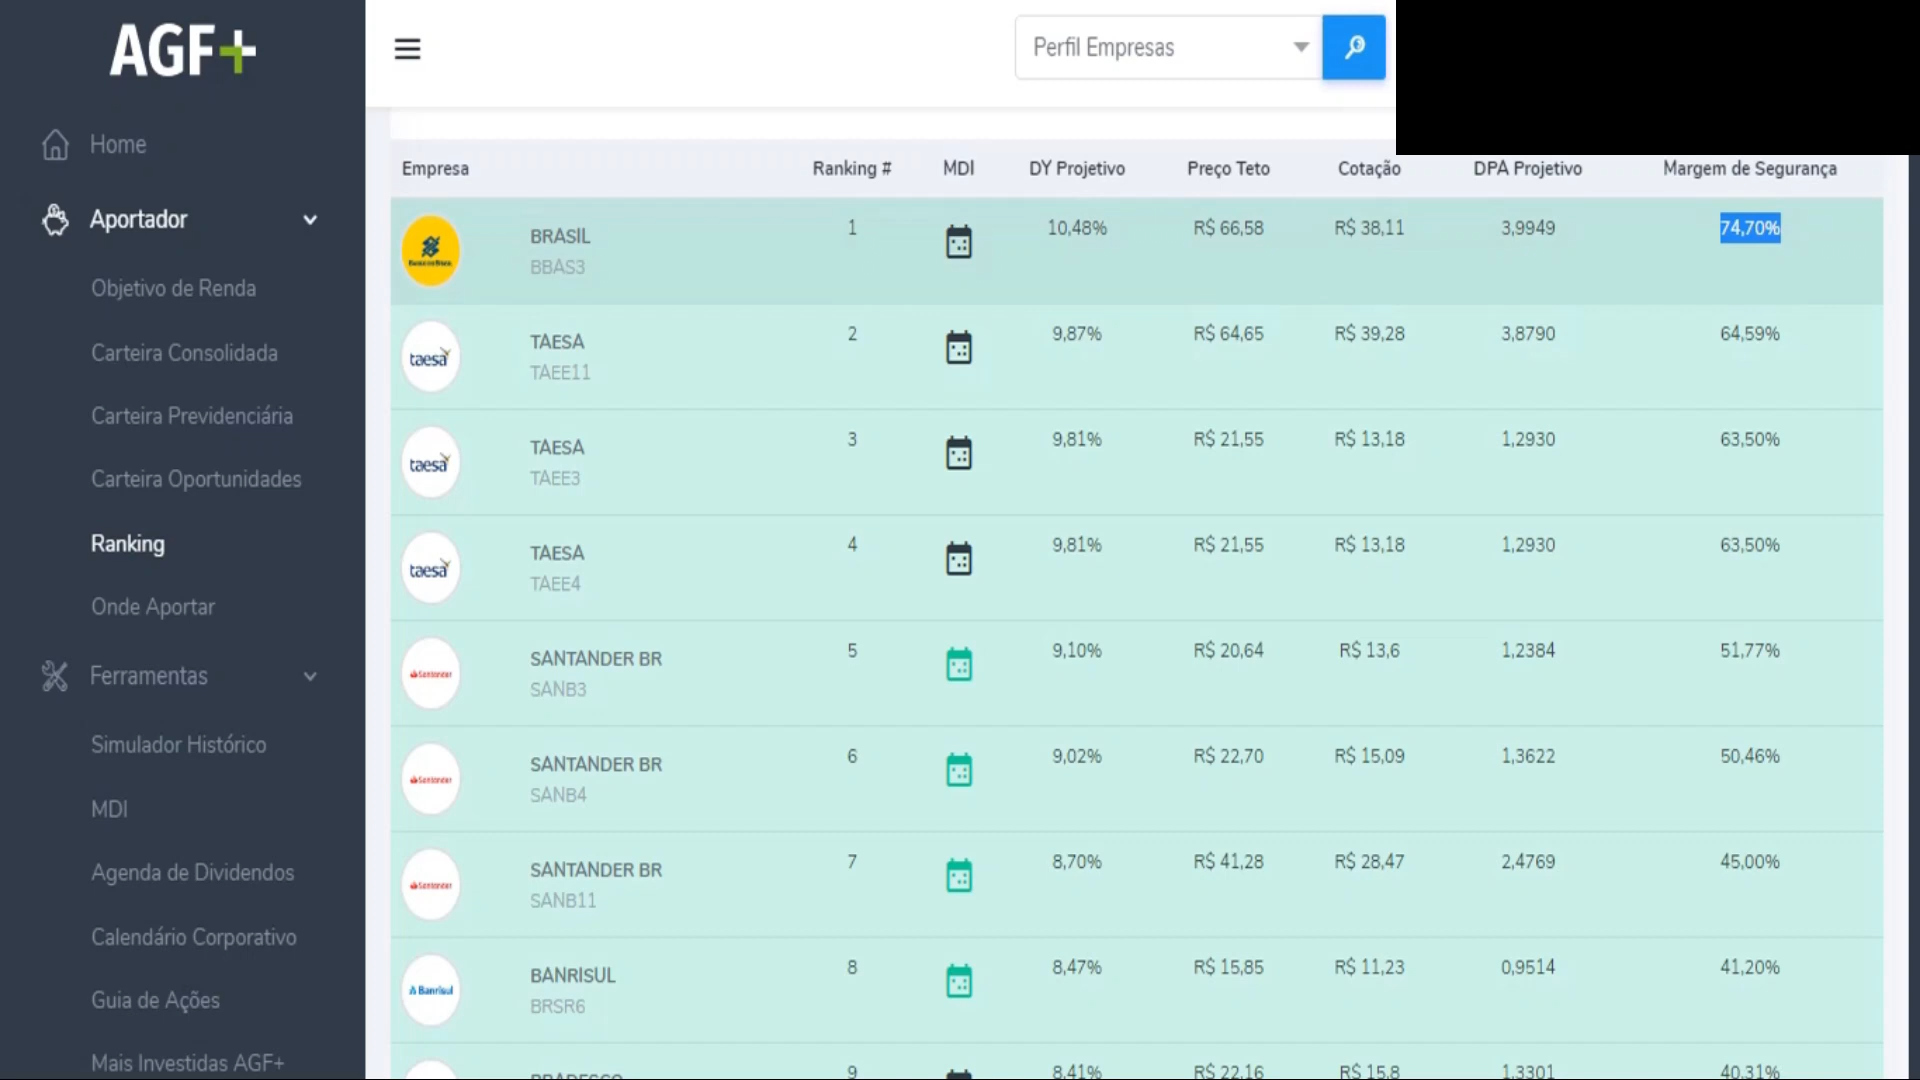 AGF+
Home
Aportador
Objetivo de Renda
Carteira Consolidada
Carteira Previdenciária
Carteira Oportunidades
Ranking
Onde Aportar
Ferramentas
Simulador Histórico
MDI
Agenda de Dividendos
Calendário Corporativo
Guia de Ações
Mais Investidas AGF+
Perfil Empresas
Empresa Ranking # MDI DY Projetivo Preço Teto Cotação DPA Projetivo Margem de Segurança
BRASIL 1 10,48% R$ 66,58 R$ 38,11 3,9949 74,70%
BBAS3
taesa TAESA 2 9,87% R$ 64,65 R$ 39,28 3,8790 64,59%
TAEE11
taesa TAESA 3 9,81% R$ 21,55 R$ 13,18 1,2930 63,50%
TAEE3
taesa TAESA 4 9,81% R$ 21,55 R$ 13,18 1,2930 63,50%
TAEE4
Santander SANTANDER BR 5 9,10% R$ 20,64 R$ 13,6 1,2384 51,77%
SANB3
Santander SANTANDER BR 6 9,02% R$ 22,70 R$ 15,09 1,3622 50,46%
SANB4
Santander SANTANDER BR 7 8,70% R$ 41,28 R$ 28,47 2,4769 45,00%
SANB11
Banrisul BANRISUL 8 8,47% R$ 15,85 R$ 11,23 0,9514 41,20%
BRSR6
BRADESCO 9 8,41% R$ 22,16 R$ 15,8 1,3301 40,31%